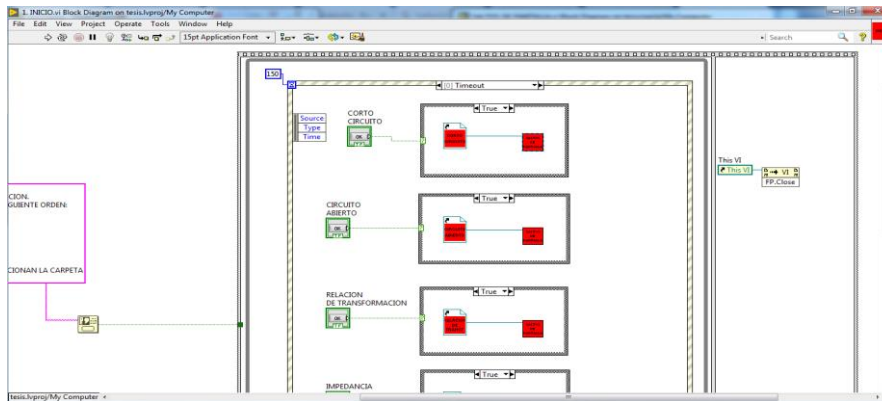 1. INICIO.vi Block Diagram on tesis.lvproj/My Computer
File Edit View Project Operate Tools Window Help
15pt Application Font
Search
150
[0] Timeout
Source
Type
Time
CORTO
CIRCUITO
OK
True
CION:
GUIENTE ORDEN:
CIONAN LA CARPETA
This VI
This VI
VI
FP.Close
CIRCUITO
ABIERTO
OK
True
RELACION
DE TRANSFORMACION
OK
True
IMPEDANCIA
True
tesis.lvproj/My Computer